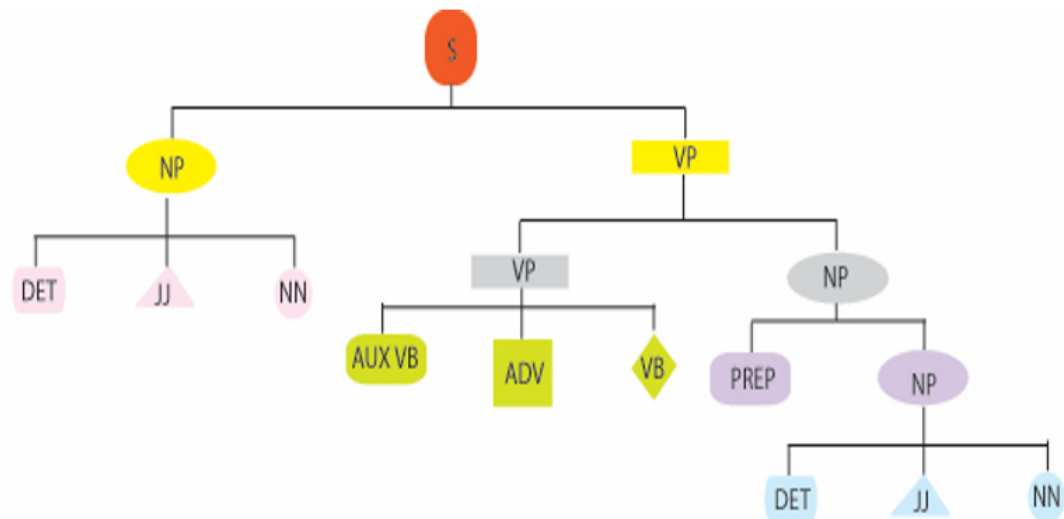 S
NP VP
VP NP
DET JJ NN
AUX VB ADV VB PREP NP
DET JJ NN